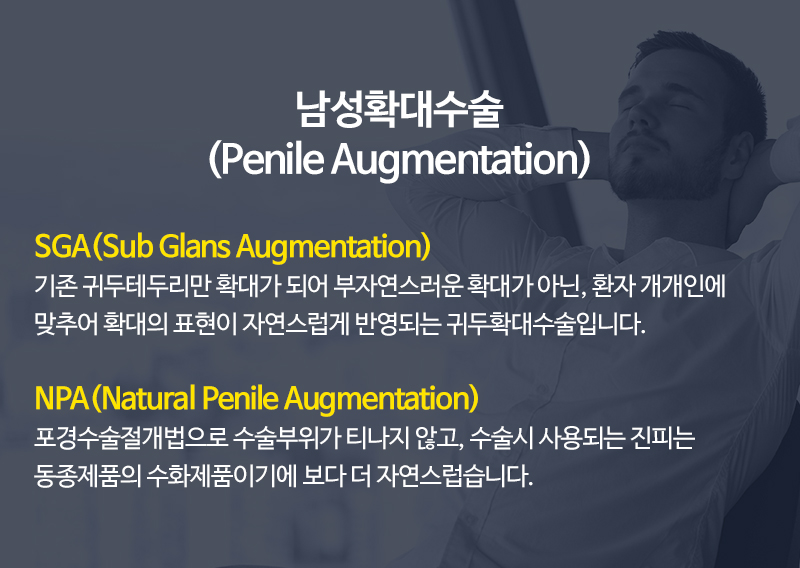 남성확대수술
(Penile Augmentation)
SGA(Sub Glans Augmentation)
기존 귀두테두리만 확대가 되어 부자연스러운 확대가 아닌, 환자 개개인에
맞추어 확대의 표현이 자연스럽게 반영되는 귀두확대수술입니다.
NPA(Natural Penile Augmentation)
포경수술절개법으로 수술부위가 티나지 않고, 수술시 사용되는 진피는
동종제품의 수화제품이기에 보다 더 자연스럽습니다.